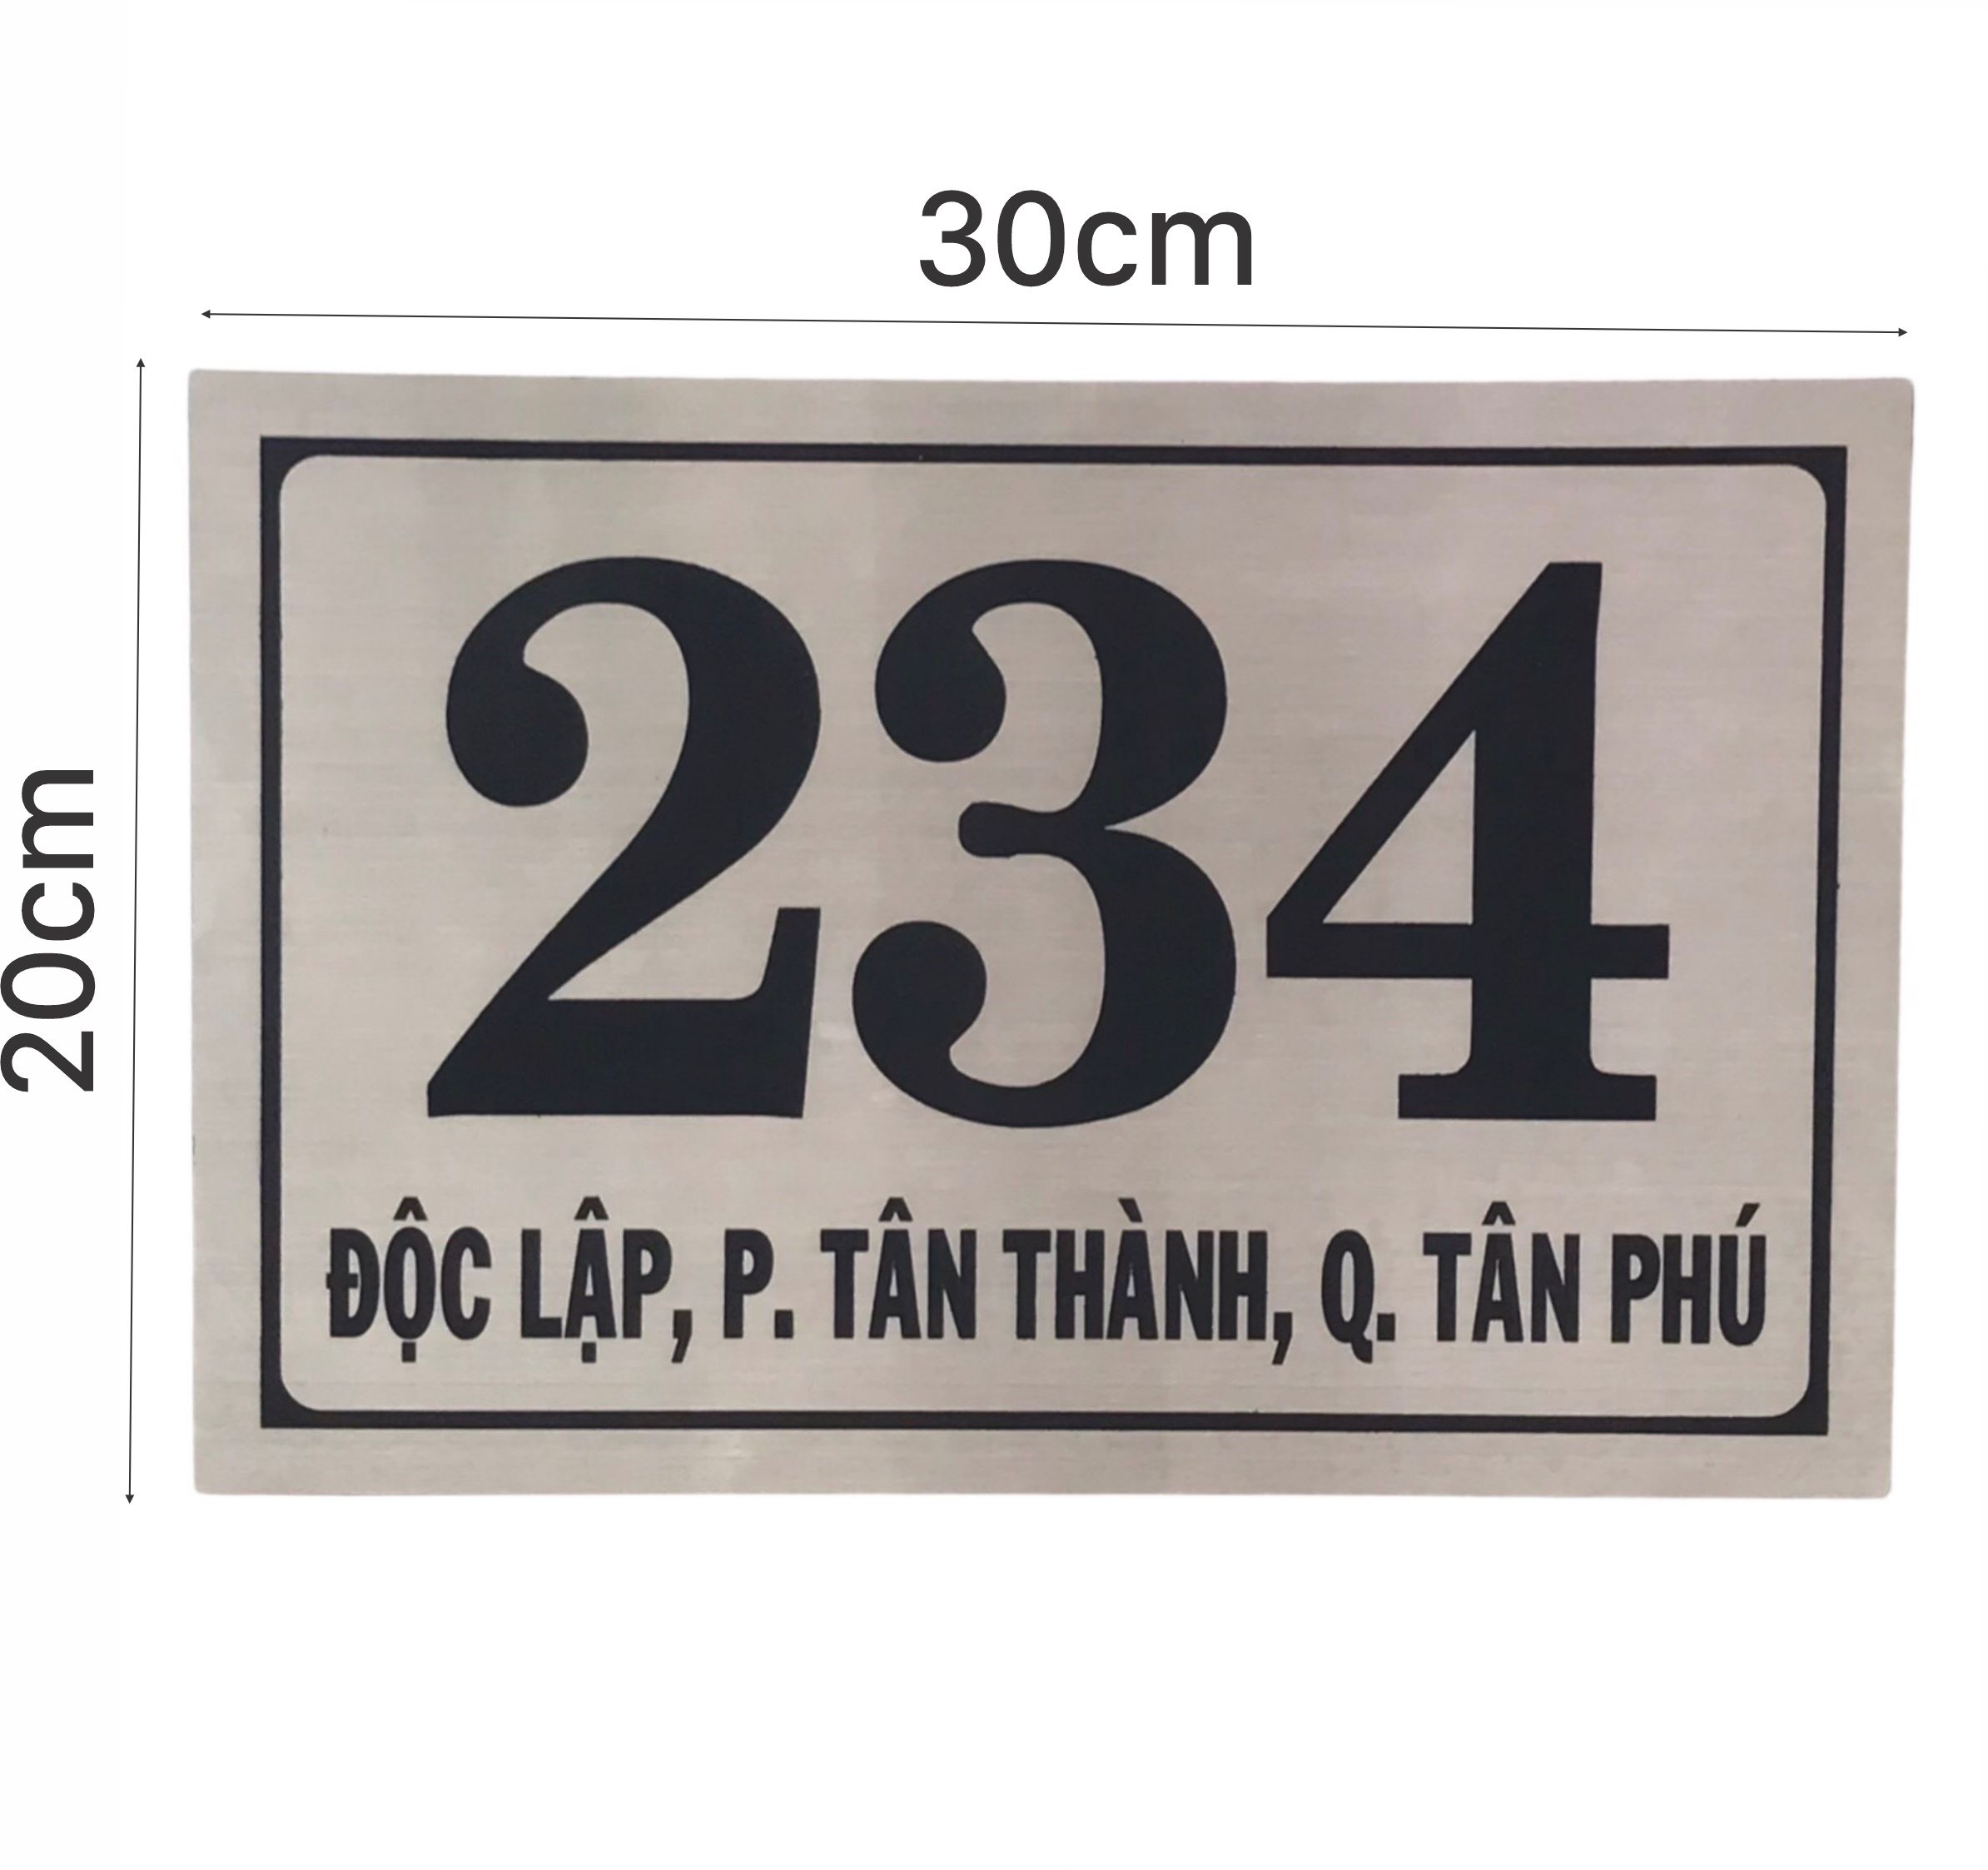 30cm
20cm
234
ĐỘC LẬP, P. TÂN THÀNH, Q. TÂN PHÚ